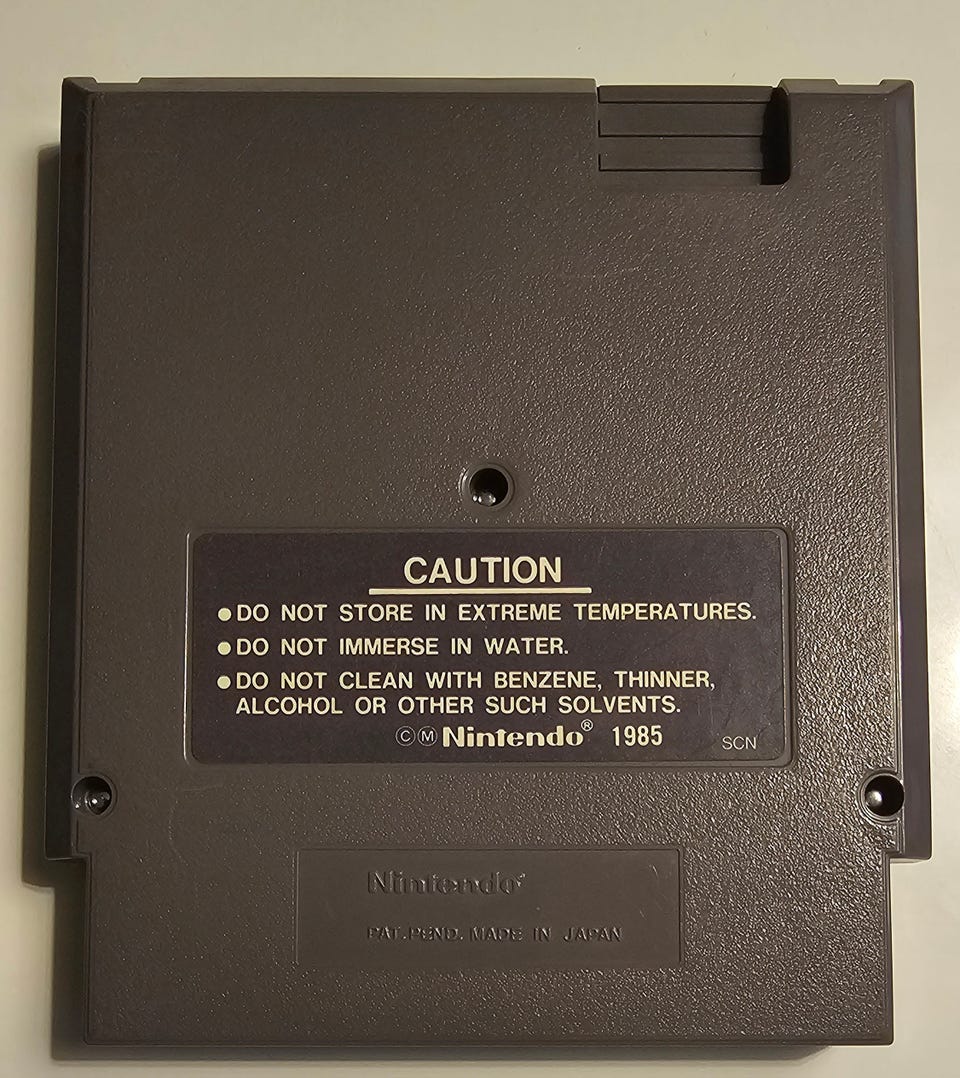 CAUTION
●DO NOT STORE IN EXTREME TEMPERATURES.
●DO NOT IMMERSE IN WATER.
●DO NOT CLEAN WITH BENZENE, THINNER,
ALCOHOL OR OTHER SUCH SOLVENTS.
ⒸⓂNintendo® 1985 SCN
Nintendo®
PAT.PEND. MADE IN JAPAN